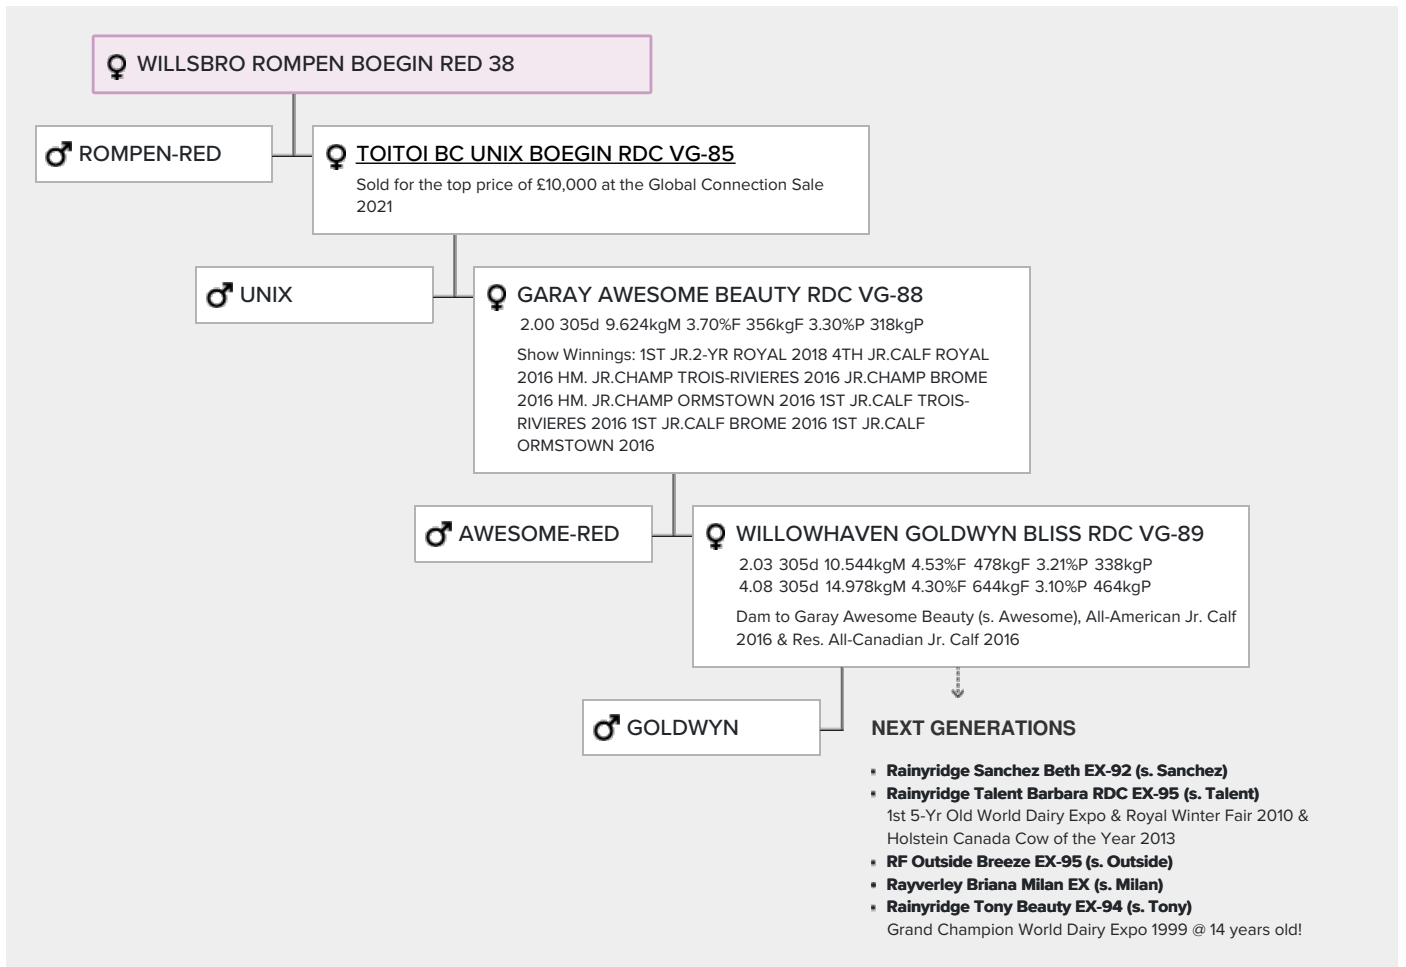 WILLSBRO ROMPEN BOEGIN RED 38
ROMPEN-RED
TOITOI BC UNIX BOEGIN RDC VG-85
Sold for the top price of £10,000 at the Global Connection Sale
2021
UNIX
GARAY AWESOME BEAUTY RDC VG-88
2.00 305d 9.624kgM 3.70%F 356kgF 3.30%P 318kgP
Show Winnings: 1ST JR.2-YR ROYAL 2018 4TH JR.CALF ROYAL
2016 HM. JR.CHAMP TROIS-RIVIERES 2016 JR.CHAMP BROME
2016 HM. JR.CHAMP ORMSTOWN 2016 1ST JR.CALF TROIS-
RIVIERES 2016 1ST JR.CALF BROME 2016 1ST JR.CALF
ORMSTOWN 2016
AWESOME-RED
WILLOWHAVEN GOLDWYN BLISS RDC VG-89
2.03 305d 10.544kgM 4.53%F 478kgF 3.21%P 338kgP
4.08 305d 14.978kgM 4.30%F 644kgF 3.10%P 464kgP
Dam to Garay Awesome Beauty (s. Awesome), All-American Jr. Calf
2016 & Res. All-Canadian Jr. Calf 2016
GOLDWYN
NEXT GENERATIONS
Rainyridge Sanchez Beth EX-92 (s. Sanchez)
Rainyridge Talent Barbara RDC EX-95 (s. Talent)
1st 5-Yr Old World Dairy Expo & Royal Winter Fair 2010 &
Holstein Canada Cow of the Year 2013
RF Outside Breeze EX-95 (s. Outside)
Rayverley Briana Milan EX (s. Milan)
Rainyridge Tony Beauty EX-94 (s. Tony)
Grand Champion World Dairy Expo 1999 @ 14 years old!